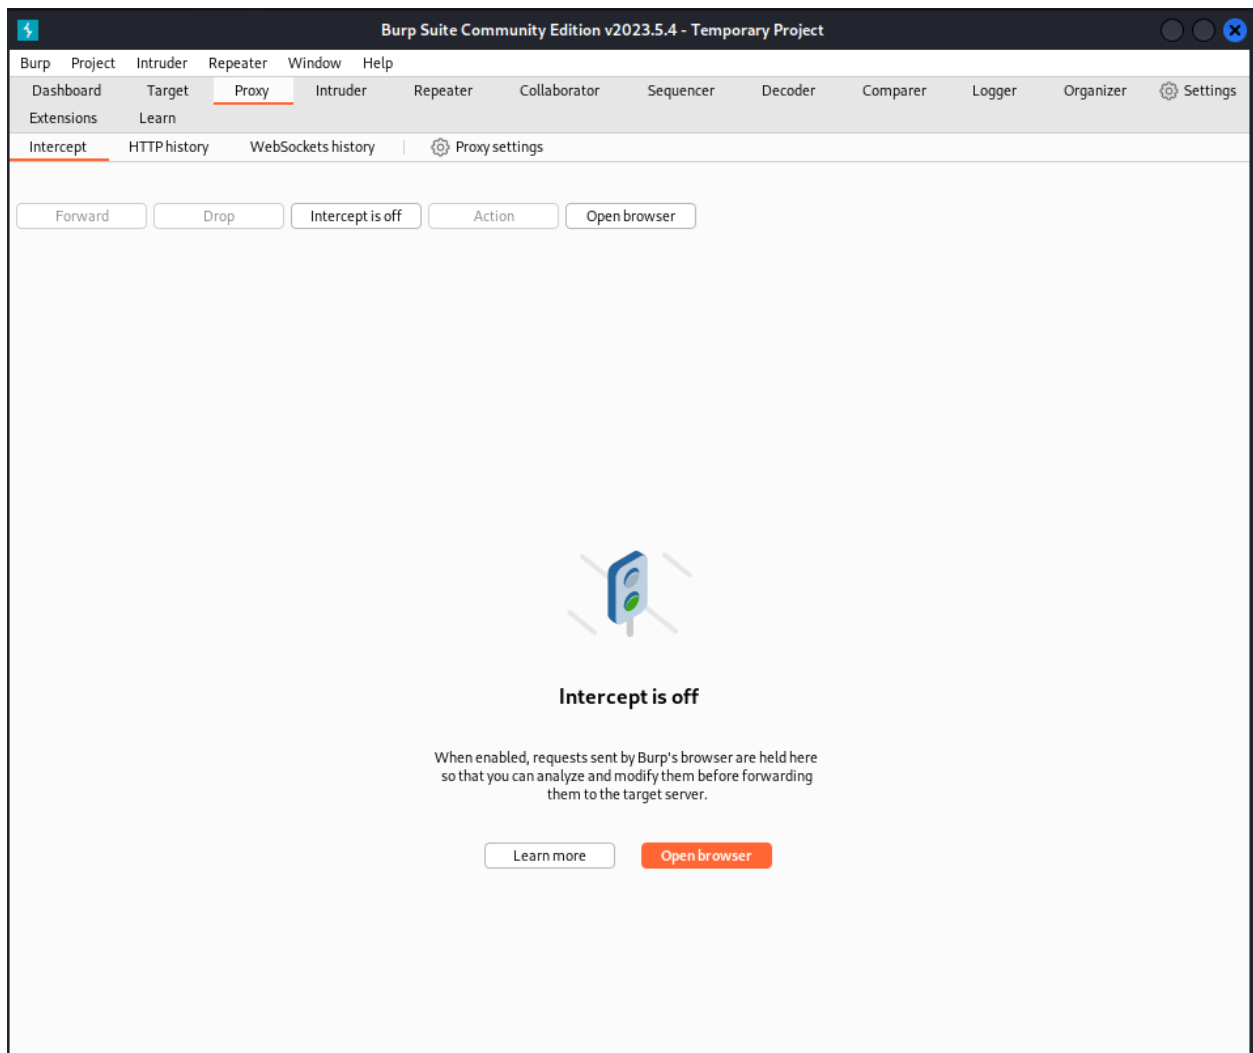 Burp Suite Community Edition v2023.5.4 - Temporary Project
Burp Project Intruder Repeater Window Help
Dashboard Target Proxy Intruder Repeater Collaborator Sequencer Decoder Comparer Logger Organizer Settings
Extensions Learn
Intercept HTTP history WebSockets history Proxy settings
Forward Drop Intercept is off Action Open browser
Intercept is off
When enabled, requests sent by Burp's browser are held here
so that you can analyze and modify them before forwarding
them to the target server.
Learn more Open browser